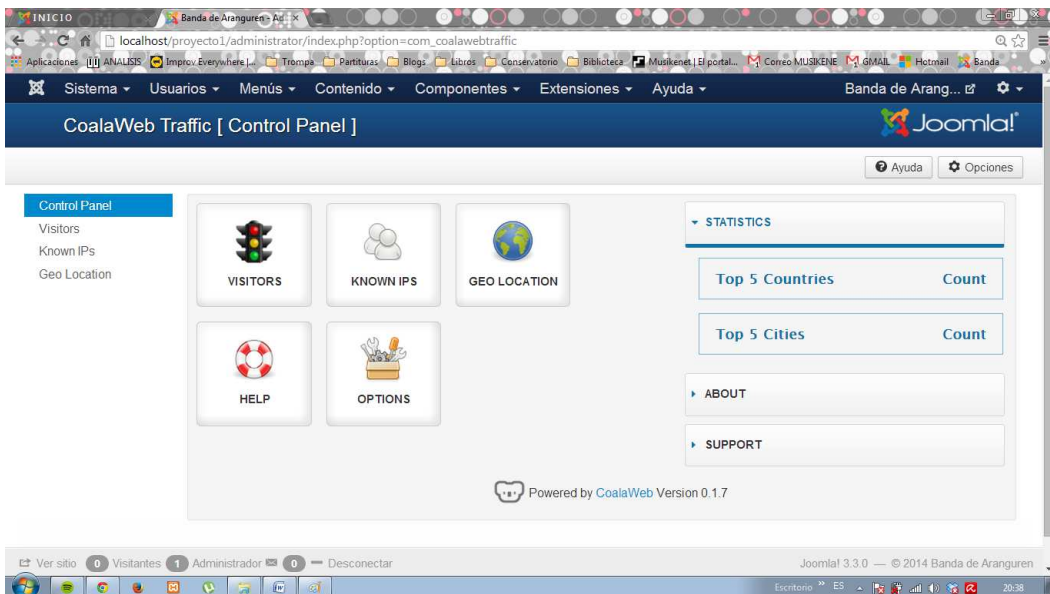 INICIO
Banda de Aranguren - Ad
localhost/proyecto1/administrator/index.php?option=com_coalawebtraffic
Aplicaciones ANALISIS Improv Everywhere |... Trompa Partituras Blogs Libros Conservatorio Biblioteca Musikenet | El portal... Correo MUSIKENE GMAIL Hotmail Banda »
Sistema Usuarios Menús Contenido Componentes Extensiones Ayuda Banda de Arang...
CoalaWeb Traffic [ Control Panel ] Joomla!
Ayuda Opciones
Control Panel
Visitors
Known IPs
Geo Location
VISITORS KNOWN IPS GEO LOCATION
HELP OPTIONS
STATISTICS
Top 5 Countries Count
Top 5 Cities Count
ABOUT
SUPPORT
Powered by CoalaWeb Version 0.1.7
Ver sitio 0 Visitantes 1 Administrador 0 Desconectar Joomla! 3.3.0 — © 2014 Banda de Aranguren
Escritorio » ES 20:38